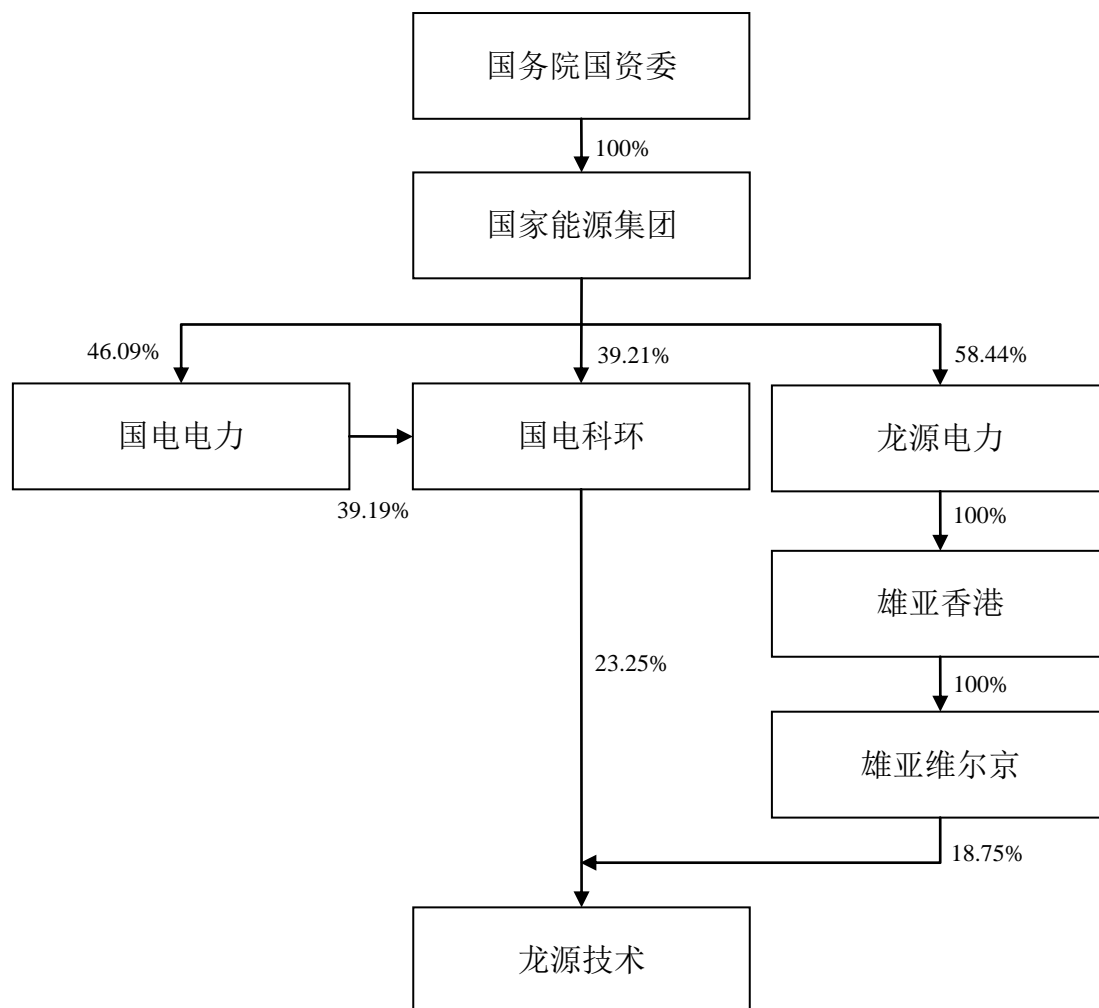 国务院国资委
100%
国家能源集团
46.09%
39.21%
58.44%
国电电力
国电科环
龙源电力
39.19%
100%
雄亚香港
23.25%
100%
雄亚维尔京
18.75%
龙源技术